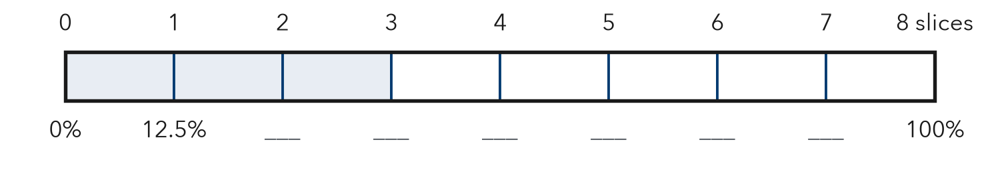 0 1 2 3 4 5 6 7 8 slices
0% 12.5% ___ ___ ___ ___ ___ ___ 100%